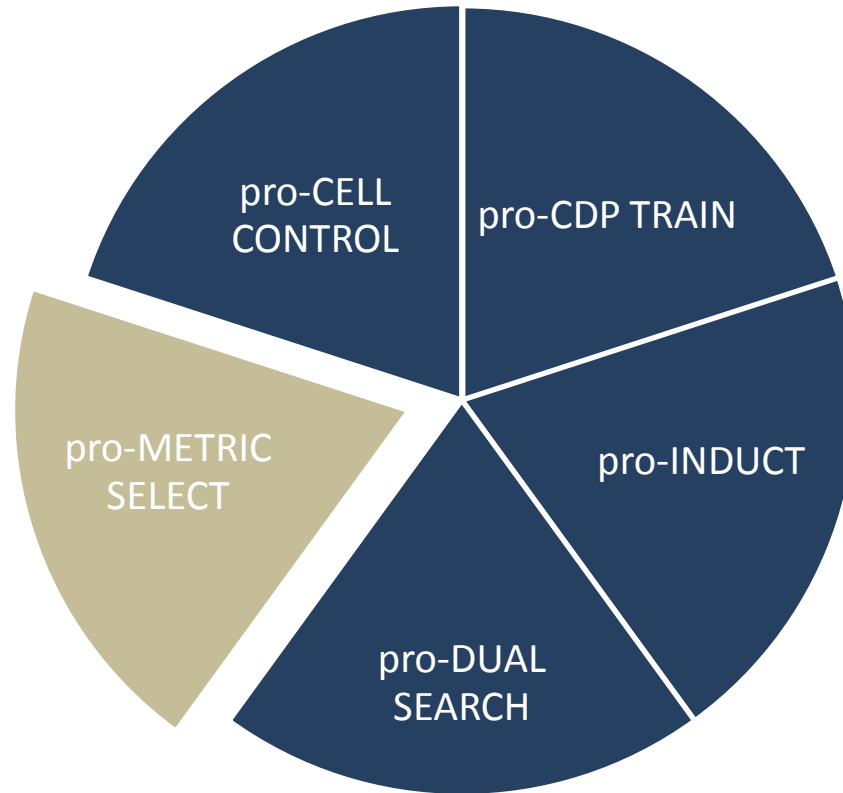 pro-CELL
CONTROL
pro-CDP TRAIN
pro-METRIC
SELECT
pro-INDUCT
pro-DUAL
SEARCH